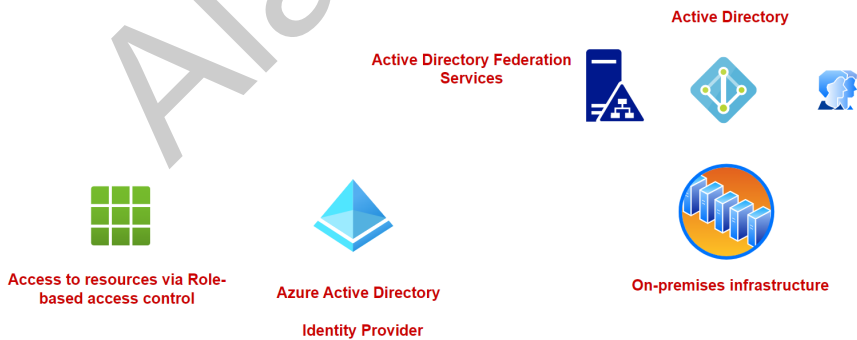 Active Directory
Active Directory Federation
Services
Ala
Access to resources via Role-
based access control
Azure Active Directory
Identity Provider
On-premises infrastructure